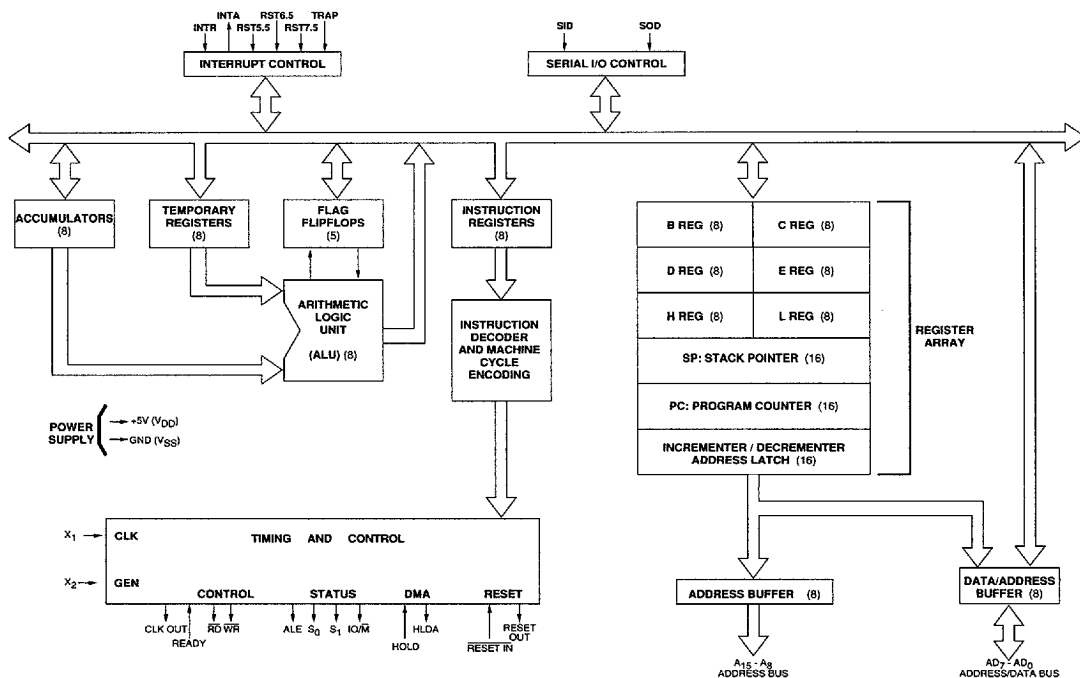 INTA
RST6.5
TRAP
INTR
RST5.5
RST7.5
INTERRUPT CONTROL
SID
SOD
SERIAL I/O CONTROL
ACCUMULATORS
(8)
TEMPORARY
REGISTERS
(8)
FLAG
FLIPFLOPS
(5)
INSTRUCTION
REGISTERS
(8)
ARITHMETIC
LOGIC
UNIT
(ALU) (8)
INSTRUCTION
DECODER
AND MACHINE
CYCLE
ENCODING
B REG (8)
C REG (8)
D REG (8)
E REG (8)
H REG (8)
L REG (8)
SP: STACK POINTER (16)
PC: PROGRAM COUNTER (16)
INCREMENTER / DECREMENTER
ADDRESS LATCH (16)
REGISTER
ARRAY
POWER
SUPPLY
+5V (VDD)
GND (VSS)
X1
CLK
TIMING AND CONTROL
X2
GEN
CONTROL
STATUS
DMA
RESET
CLK OUT
READY
R̅D̅ W̅R̅
ALE
S0
S1
IO/M̅
HOLD
HLDA
R̅E̅S̅E̅T̅ I̅N̅
RESET
OUT
ADDRESS BUFFER (8)
DATA/ADDRESS
BUFFER (8)
A15 - A8
ADDRESS BUS
AD7 - AD0
ADDRESS/DATA BUS